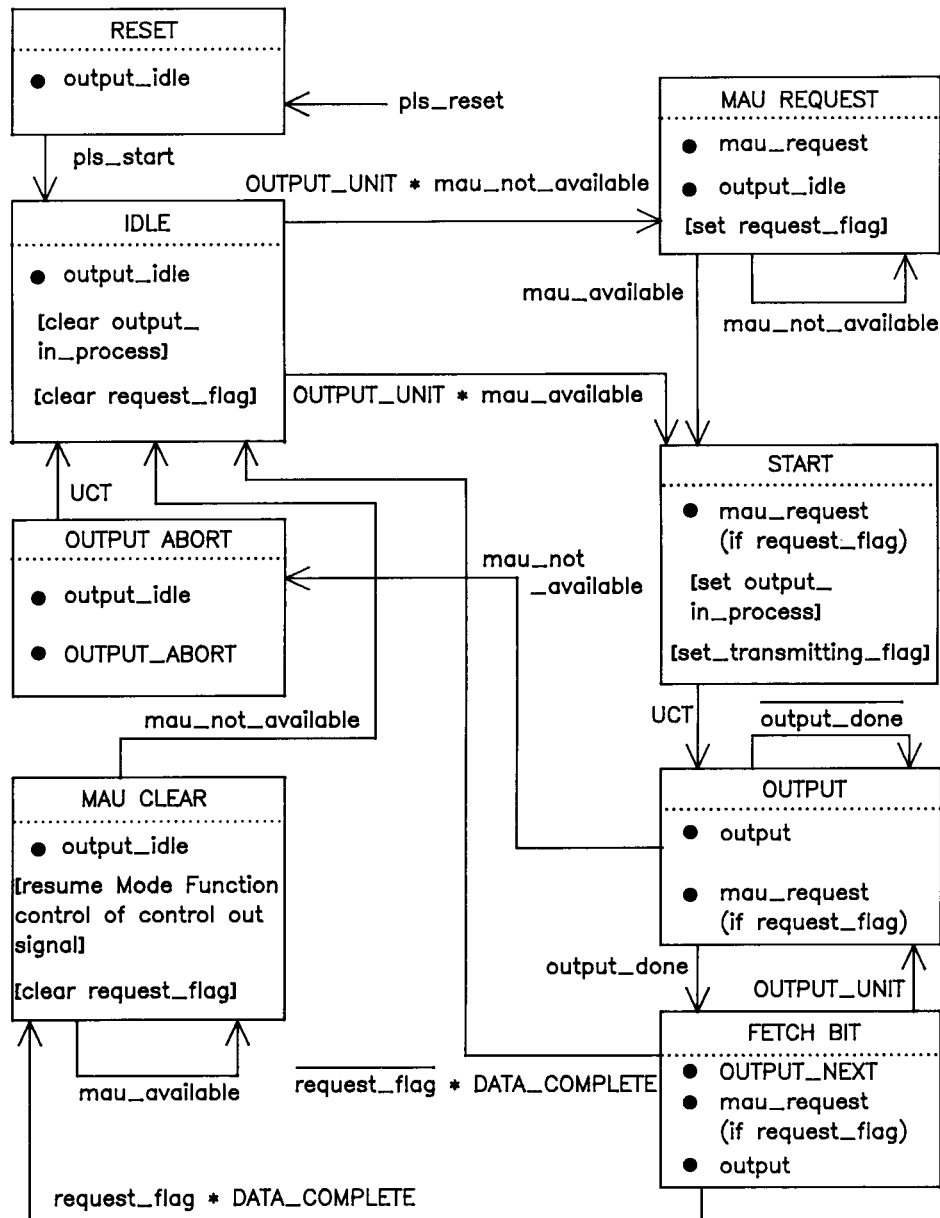 RESET
● output_idle
pls_reset
pls_start
MAU REQUEST
● mau_request
● output_idle
[set request_flag]
OUTPUT_UNIT * mau_not_available
IDLE
● output_idle
[clear output_
in_process]
[clear request_flag]
mau_available
mau_not_available
OUTPUT_UNIT * mau_available
START
● mau_request
(if request_flag)
[set output_
in_process]
[set_transmitting_flag]
UCT
OUTPUT ABORT
● output_idle
● OUTPUT_ABORT
mau_not
_available
mau_not_available
UCT
output_done
MAU CLEAR
● output_idle
[resume Mode Function
control of control out
signal]
[clear request_flag]
OUTPUT
● output
● mau_request
(if request_flag)
output_done
OUTPUT_UNIT
mau_available
request_flag * DATA_COMPLETE
FETCH BIT
● OUTPUT_NEXT
● mau_request
(if request_flag)
● output
request_flag * DATA_COMPLETE